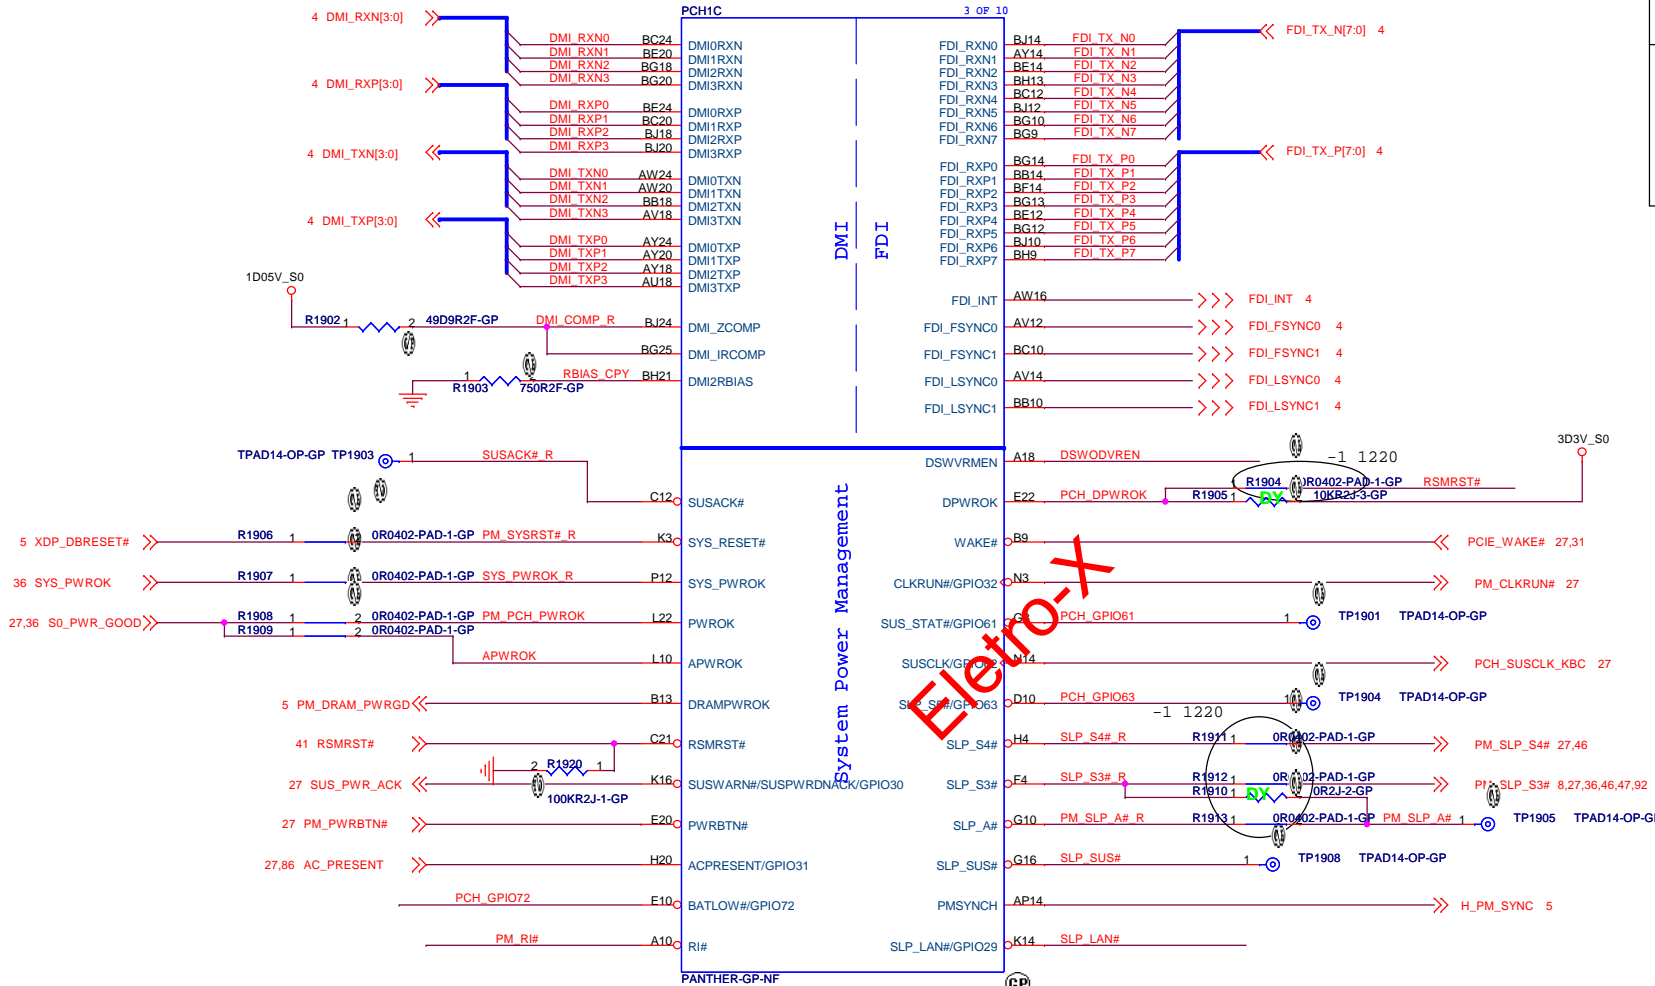 PCH1C
3 OF 10
4 DMI_RXN[3:0]
DMI_RXN0 BC24 DMI0RXN
DMI_RXN1 BE20 DMI1RXN
DMI_RXN2 BG18 DMI2RXN
DMI_RXN3 BG20 DMI3RXN
4 DMI_RXP[3:0]
DMI_RXP0 BE24 DMI0RXP
DMI_RXP1 BC20 DMI1RXP
DMI_RXP2 BJ18 DMI2RXP
DMI_RXP3 BJ20 DMI3RXP
4 DMI_TXN[3:0]
DMI_TXN0 AW24 DMI0TXN
DMI_TXN1 AW20 DMI1TXN
DMI_TXN2 BB18 DMI2TXN
DMI_TXN3 AV18 DMI3TXN
4 DMI_TXP[3:0]
DMI_TXP0 AY24 DMI0TXP
DMI_TXP1 AY20 DMI1TXP
DMI_TXP2 AY18 DMI2TXP
DMI_TXP3 AU18 DMI3TXP
1D05V_S0
R1902 1 2 49D9R2F-GP DMI_COMP_R BJ24 DMI_ZCOMP
BG25 DMI_IRCOMP
R1903 1 2 750R2F-GP RBIAS_CPY BH21 DMI2RBIAS
DMI
FDI
FDI_RXN0 BJ14 FDI_TX_N0
FDI_RXN1 AY14 FDI_TX_N1
FDI_RXN2 BE14 FDI_TX_N2
FDI_RXN3 BH13 FDI_TX_N3
FDI_RXN4 BC12 FDI_TX_N4
FDI_RXN5 BJ12 FDI_TX_N5
FDI_RXN6 BG10 FDI_TX_N6
FDI_RXN7 BG9 FDI_TX_N7
FDI_TX_N[7:0] 4
FDI_RXP0 BG14 FDI_TX_P0
FDI_RXP1 BB14 FDI_TX_P1
FDI_RXP2 BF14 FDI_TX_P2
FDI_RXP3 BG13 FDI_TX_P3
FDI_RXP4 BE12 FDI_TX_P4
FDI_RXP5 BG12 FDI_TX_P5
FDI_RXP6 BJ10 FDI_TX_P6
FDI_RXP7 BH9 FDI_TX_P7
FDI_TX_P[7:0] 4
FDI_INT AW16 FDI_INT 4
FDI_FSYNC0 AV12 FDI_FSYNC0 4
FDI_FSYNC1 BC10 FDI_FSYNC1 4
FDI_LSYNC0 AV14 FDI_LSYNC0 4
FDI_LSYNC1 BB10 FDI_LSYNC1 4
TPAD14-OP-GP TP1903 1 SUSACK#_R C12 SUSACK#
5 XDP_DBRESET# R1906 1 0R0402-PAD-1-GP PM_SYSRST#_R K3 SYS_RESET#
36 SYS_PWROK R1907 1 0R0402-PAD-1-GP SYS_PWROK_R P12 SYS_PWROK
27,36 S0_PWR_GOOD R1908 1 2 0R0402-PAD-1-GP PM_PCH_PWROK L22 PWROK
R1909 1 2 0R0402-PAD-1-GP
APWROK L10 APWROK
5 PM_DRAM_PWRGD B13 DRAMPWROK
41 RSMRST# C21 RSMRST#
2 R1920 1
100KR2J-1-GP
27 SUS_PWR_ACK K16 SUSWARN#/SUSPWRDNACK/GPIO30
27 PM_PWRBTN# E20 PWRBTN#
27,86 AC_PRESENT H20 ACPRESENT/GPIO31
PCH_GPIO72 E10 BATLOW#/GPIO72
PM_RI# A10 RI#
System Power Management
DSWVRMEN A18 DSWODVREN
-1 1220
3D3V_S0
R1904 0R0402-PAD-1-GP RSMRST#
DPWROK E22 PCH_DPWROK R1905 1 DY 10KR2J-3-GP
WAKE# B9 PCIE_WAKE# 27,31
CLKRUN#/GPIO32 N3 PM_CLKRUN# 27
SUS_STAT#/GPIO61 PCH_GPIO61 1 TP1901 TPAD14-OP-GP
N14 PCH_SUSCLK_KBC 27
D10 PCH_GPIO63 1 TP1904 TPAD14-OP-GP
-1 1220
SLP_S4# H4 SLP_S4#_R R1911 1 0R0402-PAD-1-GP PM_SLP_S4# 27,46
SLP_S3# F4 SLP_S3#_R R1912 1 0R0402-PAD-1-GP PM_SLP_S3# 8,27,36,46,47,92
R1910 1 DY 0R2J-2-GP
SLP_A# G10 PM_SLP_A#_R R1913 1 0R0402-PAD-1-GP PM_SLP_A# 1 TP1905
SLP_SUS# G16 SLP_SUS# 1 TP1908 TPAD14-OP-GP
PMSYNCH AP14 H_PM_SYNC 5
SLP_LAN#/GPIO29 K14 SLP_LAN#
PANTHER-GP-NF
GP
Eletro-X